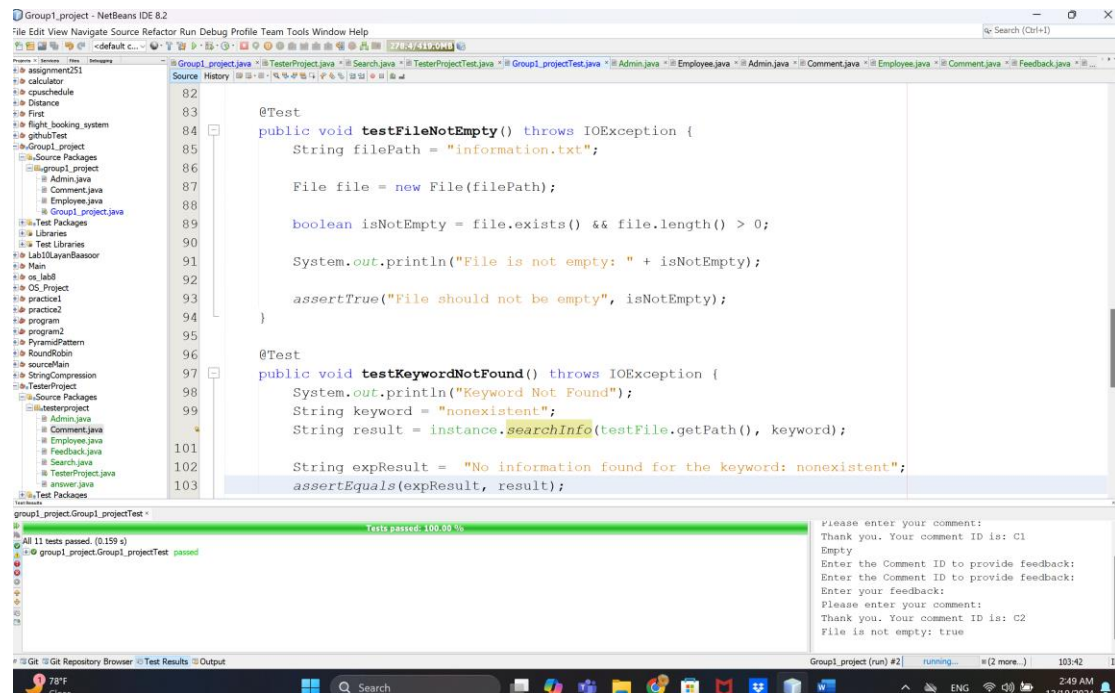 Group1_project - NetBeans IDE 8.2
File Edit View Navigate Source Refactor Run Debug Profile Team Tools Window Help
Search (Ctrl+I)
<default c...
278.4/419.0MB
Projects Services Files Debugging
Group1_project.java TesterProject.java Search.java TesterProjectTest.java Group1_projectTest.java Admin.java Employee.java Admin.java Comment.java Employee.java Comment.java Feedback.java
Source History
assignment251
calculator
cpuschedule
Distance
First
flight_booking_system
githubTest
Group1_project
Source Packages
group1_project
Admin.java
Comment.java
Employee.java
Group1_project.java
Test Packages
Libraries
Test Libraries
Lab10LayanBaasoor
Main
os_lab8
OS_Project
practice1
practice2
program
program2
PyramidPattern
RoundRobin
sourceMain
StringCompression
TesterProject
Source Packages
testerproject
Admin.java
Comment.java
Employee.java
Feedback.java
Search.java
TesterProject.java
answer.java
Test Packages
82
83 @Test
84 public void testFileNotEmpty() throws IOException {
85 String filePath = "information.txt";
86
87 File file = new File(filePath);
88
89 boolean isNotEmpty = file.exists() && file.length() > 0;
90
91 System.out.println("File is not empty: " + isNotEmpty);
92
93 assertTrue("File should not be empty", isNotEmpty);
94 }
95
96 @Test
97 public void testKeywordNotFound() throws IOException {
98 System.out.println("Keyword Not Found");
99 String keyword = "nonexistent";
String result = instance.searchInfo(testFile.getPath(), keyword);
101
102 String expResult = "No information found for the keyword: nonexistent";
103 assertEquals(expResult, result);
Test Results
group1_project.Group1_projectTest
Tests passed: 100.00 %
All 11 tests passed. (0.159 s)
group1_project.Group1_projectTest passed
Please enter your comment:
Thank you. Your comment ID is: C1
Empty
Enter the Comment ID to provide feedback:
Enter the Comment ID to provide feedback:
Enter your feedback:
Please enter your comment:
Thank you. Your comment ID is: C2
File is not empty: true
Git Git Repository Browser Test Results Output
Group1_project (run) #2 running... (2 more...) 103:42
78°F
Search
ENG
2:49 AM